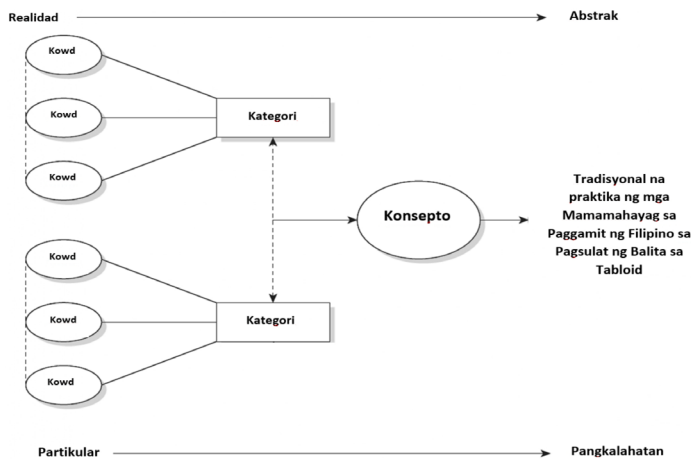 Realidad
Abstrak
Kowd
Kowd
Kategori
Kowd
Konsepto
Tradisyonal na
praktika ng mga
Mamamahayag sa
Paggamit ng Filipino sa
Pagsulat ng Balita sa
Tabloid
Kowd
Kowd
Kategori
Kowd
Partikular
Pangkalahatan